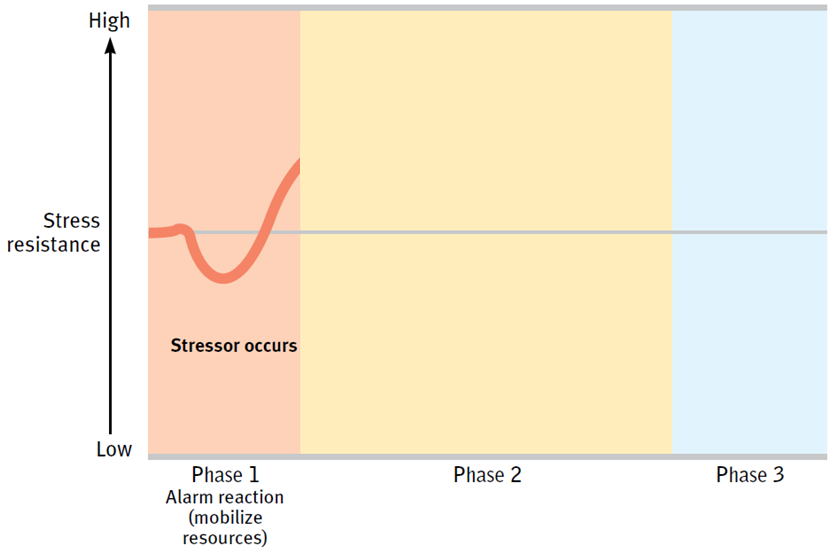 High
Stress
resistance
Stressor occurs
Low
Phase 1
Alarm reaction
(mobilize
resources)
Phase 2
Phase 3